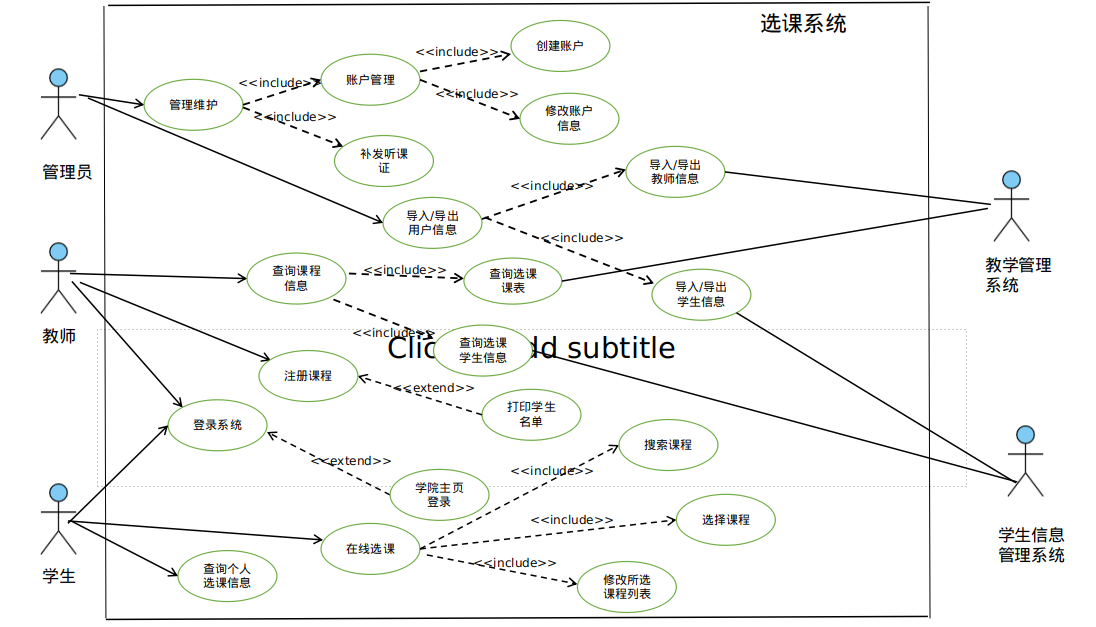 选课系统
<<include>>
创建账户
<<include>>
账户管理
<<include>>
管理维护
修改账户
信息
<<include>>
补发听课
证
管理员
导入/导出
教师信息
<<include>>
导入/导出
用户信息
<<include>>
教学管理
系统
查询课程
信息
<<include>>
查询选课
课表
导入/导出
学生信息
教师
<<include>>
查询选课
学生信息
subtitle
注册课程
<<extend>>
打印学生
名单
登录系统
搜索课程
<<extend>>
<<include>>
学院主页
登录
<<include>>
选择课程
学生信息
管理系统
在线选课
<<include>>
学生
查询个人
选课信息
修改所选
课程列表